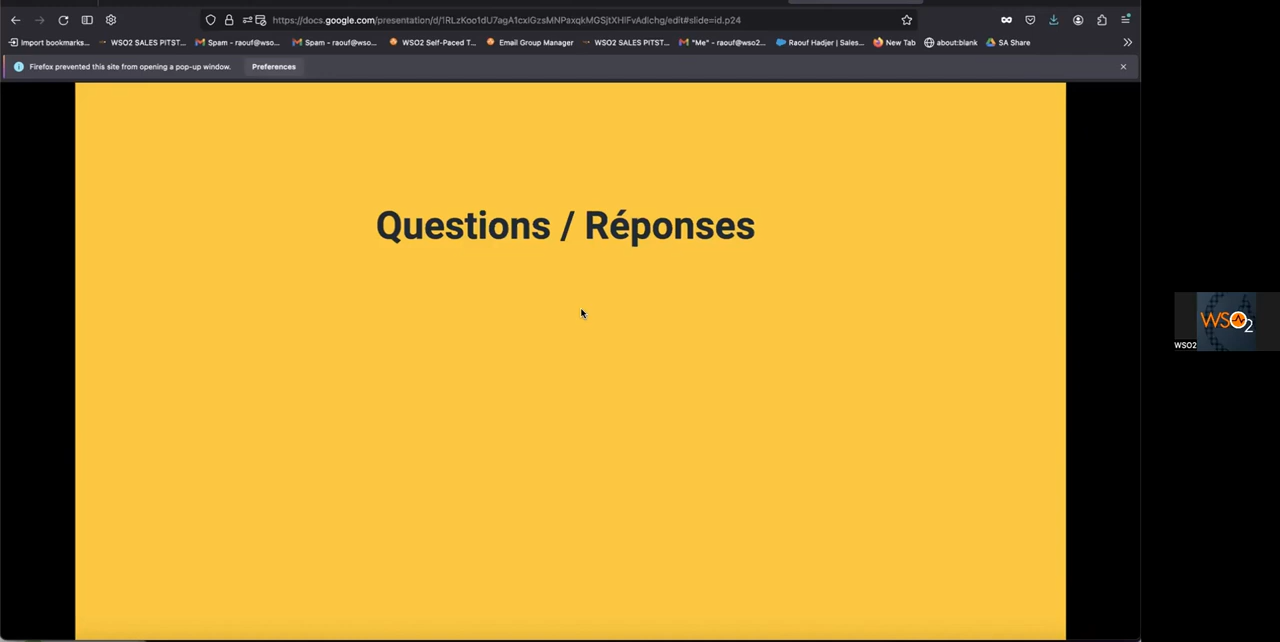 https://docs.google.com/presentation/d/1RLzKoo1dU7agA1cxIGzsMNPaxqkMGSjtXHlFvAdlchg/edit#slide=id.p24
Import bookmarks... WSO2 SALES PITST... Spam - raouf@wso... Spam - raouf@wso... WSO2 Self-Paced T... Email Group Manager WSO2 SALES PITST... "Me" - raouf@wso2... Raouf Hadjer | Sales... New Tab about:blank SA Share
Firefox prevented this site from opening a pop-up window. Preferences
Questions / Réponses
WSO2
WSO2